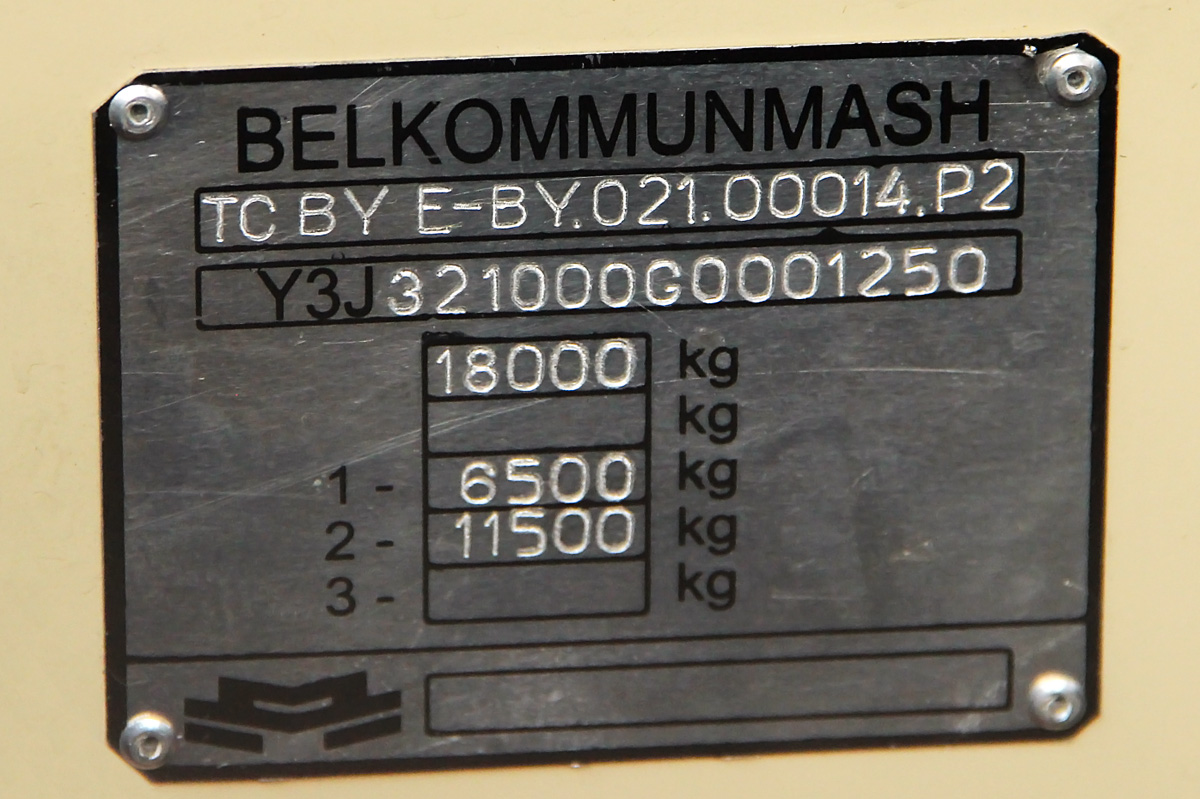 BELKOMMUNMASH
TC BY E-BY.021.00014.P2
Y3J321000G0001250
18000 kg
kg
1 - 6500 kg
2 - 11500 kg
3 - kg